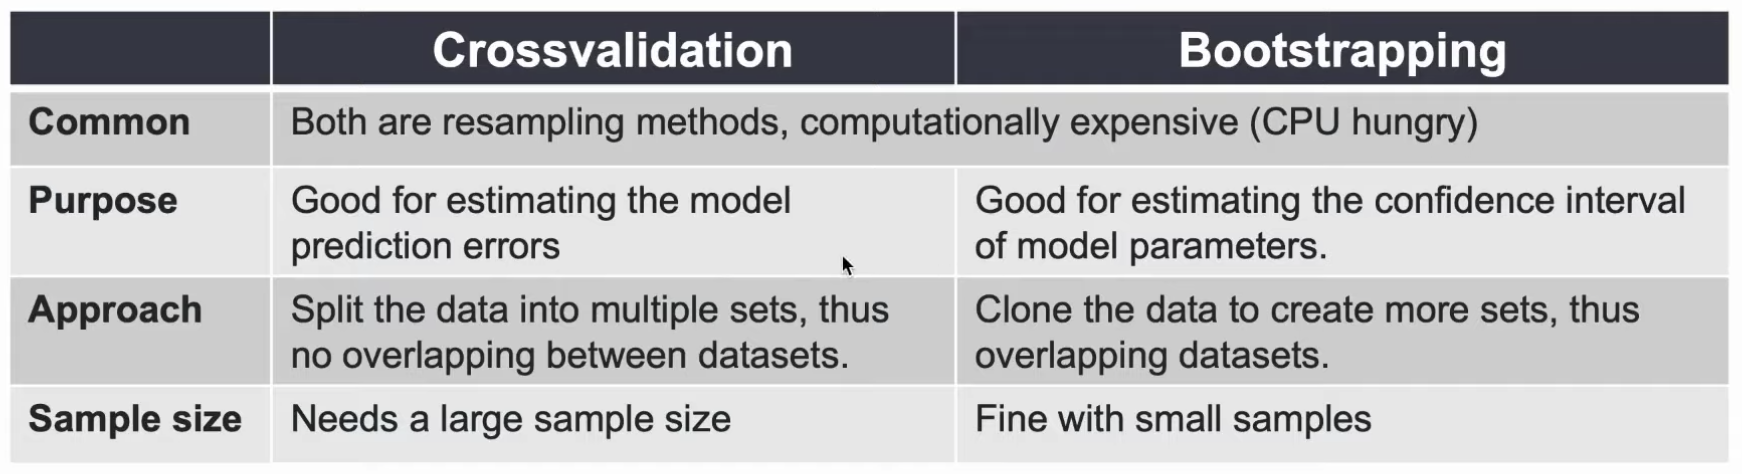 Crossvalidation
Bootstrapping
Common
Both are resampling methods, computationally expensive (CPU hungry)
Purpose
Good for estimating the model
prediction errors
Good for estimating the confidence interval
of model parameters.
Approach
Split the data into multiple sets, thus
no overlapping between datasets.
Clone the data to create more sets, thus
overlapping datasets.
Sample size
Needs a large sample size
Fine with small samples